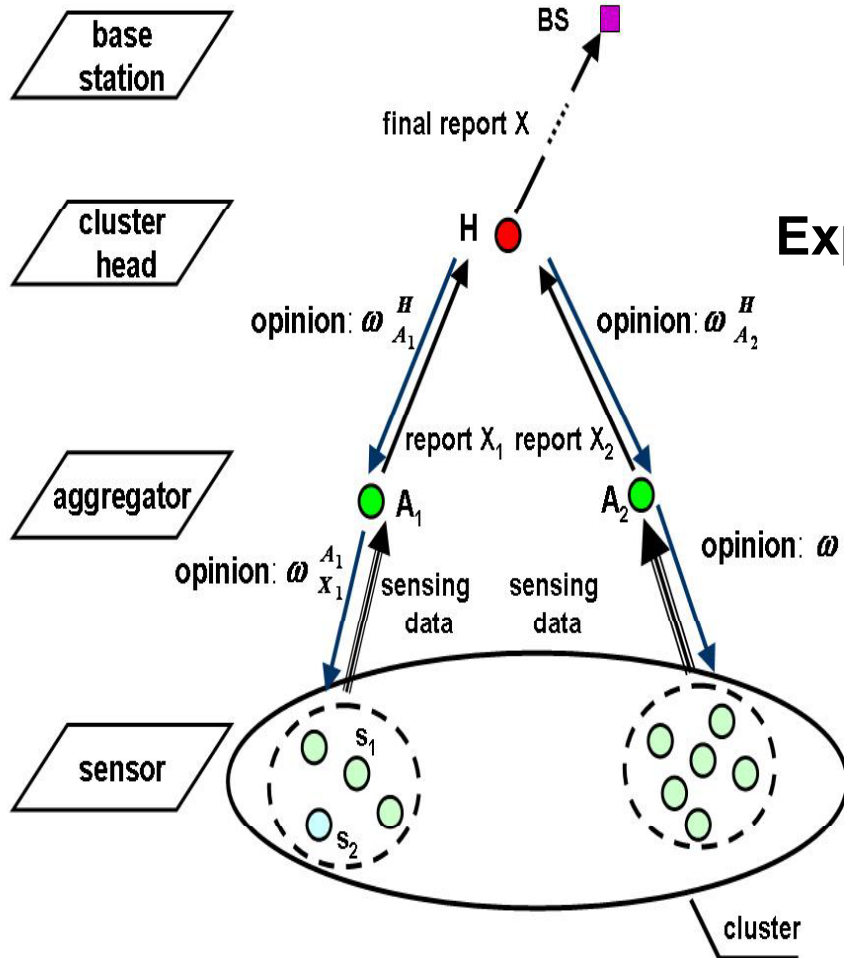 BS
base
station
final report X
cluster
head
H
Exp
opinion: ω H A₁
opinion: ω H A₂
report X₁ report X₂
aggregator
A₁
A₂
opinion: ω A₁ X₁
opinion: ω
sensing
data
sensing
data
sensor
s₁
s₂
cluster